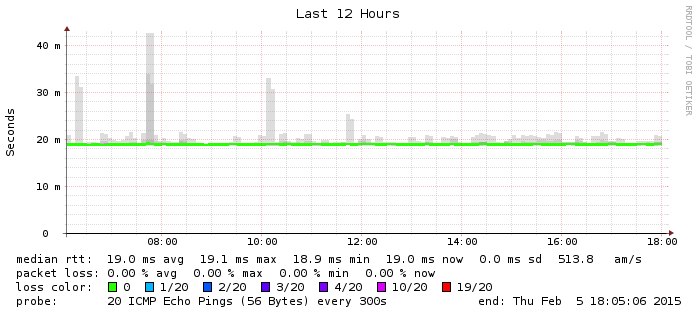 Last 12 Hours
RRDTOOL / TOBI OETIKER
Seconds
40 m
30 m
20 m
10 m
0
08:00 10:00 12:00 14:00 16:00 18:00
median rtt: 19.0 ms avg 19.1 ms max 18.9 ms min 19.0 ms now 0.0 ms sd 513.8 am/s
packet loss: 0.00 % avg 0.00 % max 0.00 % min 0.00 % now
loss color: 0 1/20 2/20 3/20 4/20 10/20 19/20
probe: 20 ICMP Echo Pings (56 Bytes) every 300s end: Thu Feb 5 18:05:06 2015